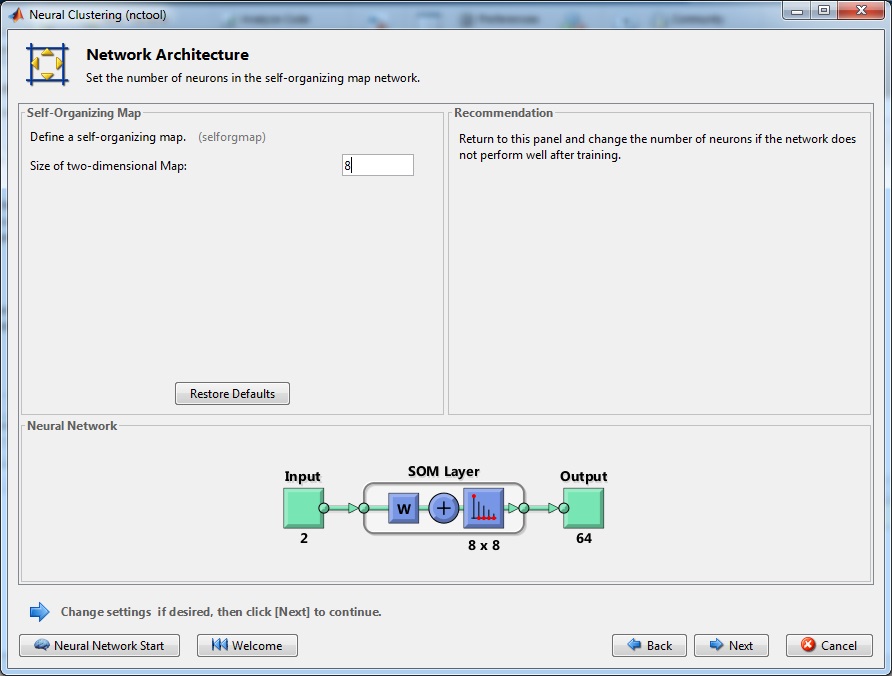 Neural Clustering (nctool)
Network Architecture
Set the number of neurons in the self-organizing map network.
Self-Organizing Map
Define a self-organizing map. (selforgmap)
Size of two-dimensional Map: 8
Restore Defaults
Recommendation
Return to this panel and change the number of neurons if the network does
not perform well after training.
Neural Network
Input
SOM Layer
Output
W
2
8 x 8
64
Change settings if desired, then click [Next] to continue.
Neural Network Start
Welcome
Back
Next
Cancel